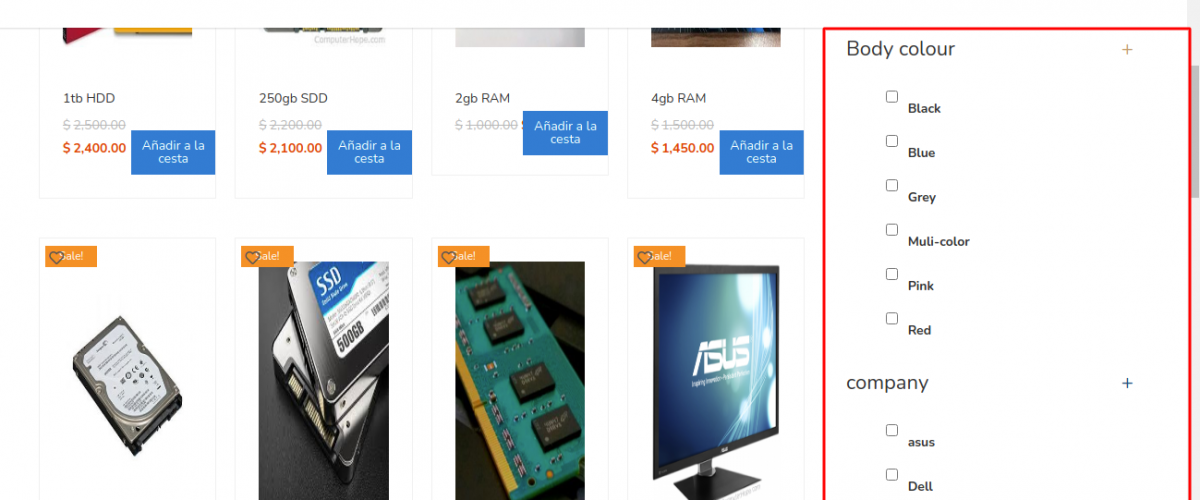 ComputerHope.com
1tb HDD
$ 2,500.00
$ 2,400.00
Añadir a la
cesta
250gb SDD
$ 2,200.00
$ 2,100.00
Añadir a la
cesta
2gb RAM
$ 1,000.00
Añadir a la
cesta
4gb RAM
$ 1,500.00
$ 1,450.00
Añadir a la
cesta
Sale!
Sale!
SSD
500GB
Sale!
Sale!
ASUS
Body colour +
Black
Blue
Grey
Muli-color
Pink
Red
company +
asus
Dell